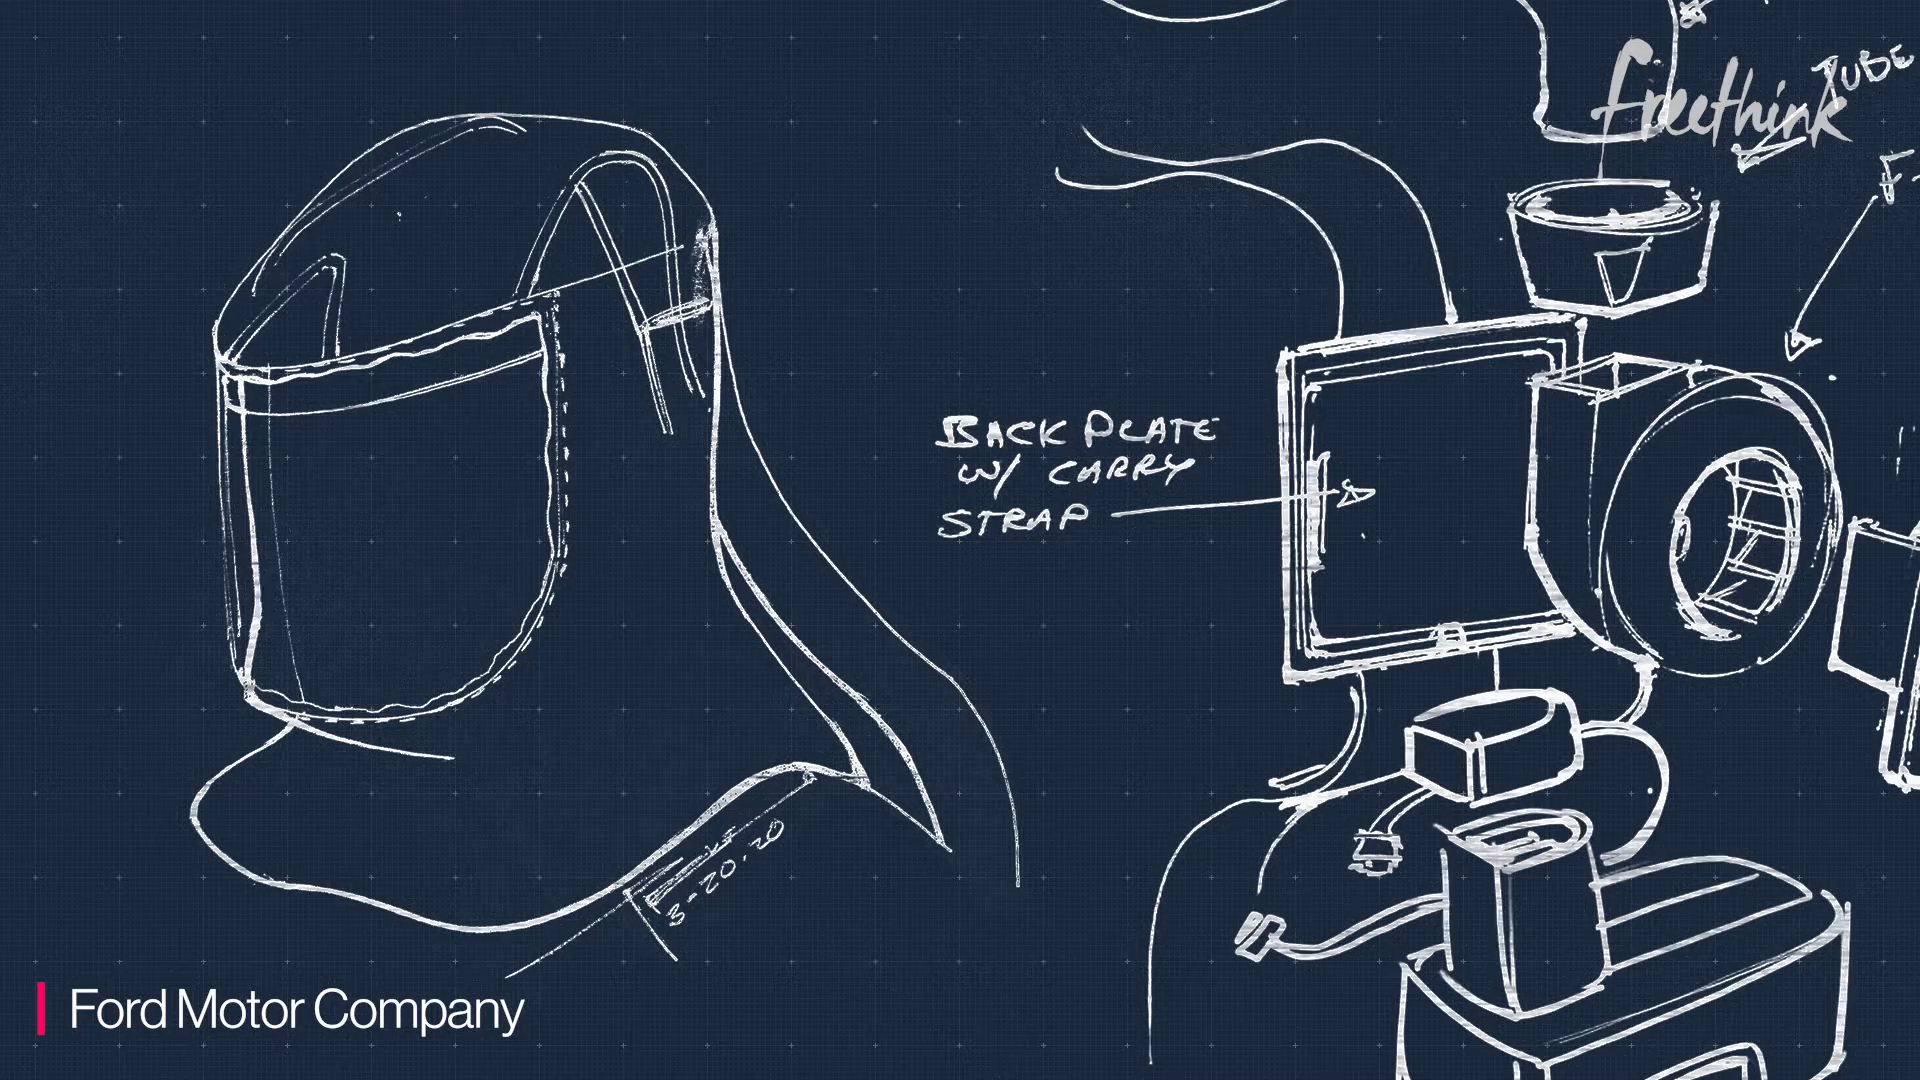 freethink
TUBE
BACK PLATE
W/ CARRY
STRAP
3-20-20
Ford Motor Company